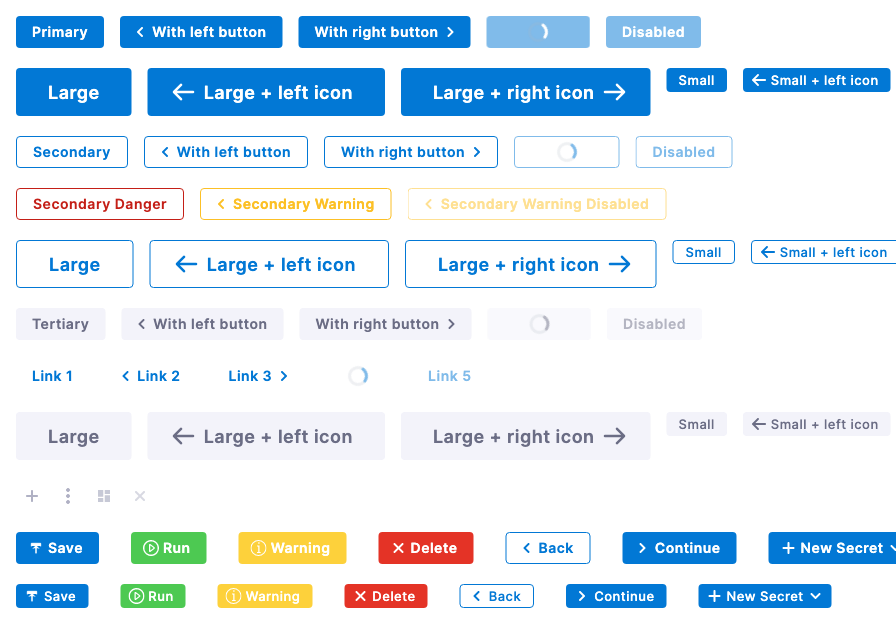 Primary With left button With right button Disabled
Large Large + left icon Large + right icon Small Small + left icon
Secondary With left button With right button Disabled
Secondary Danger Secondary Warning Secondary Warning Disabled
Large Large + left icon Large + right icon Small Small + left icon
Tertiary With left button With right button Disabled
Link 1 Link 2 Link 3 Link 5
Large Large + left icon Large + right icon Small Small + left icon
Save Run Warning Delete Back Continue New Secret
Save Run Warning Delete Back Continue New Secret